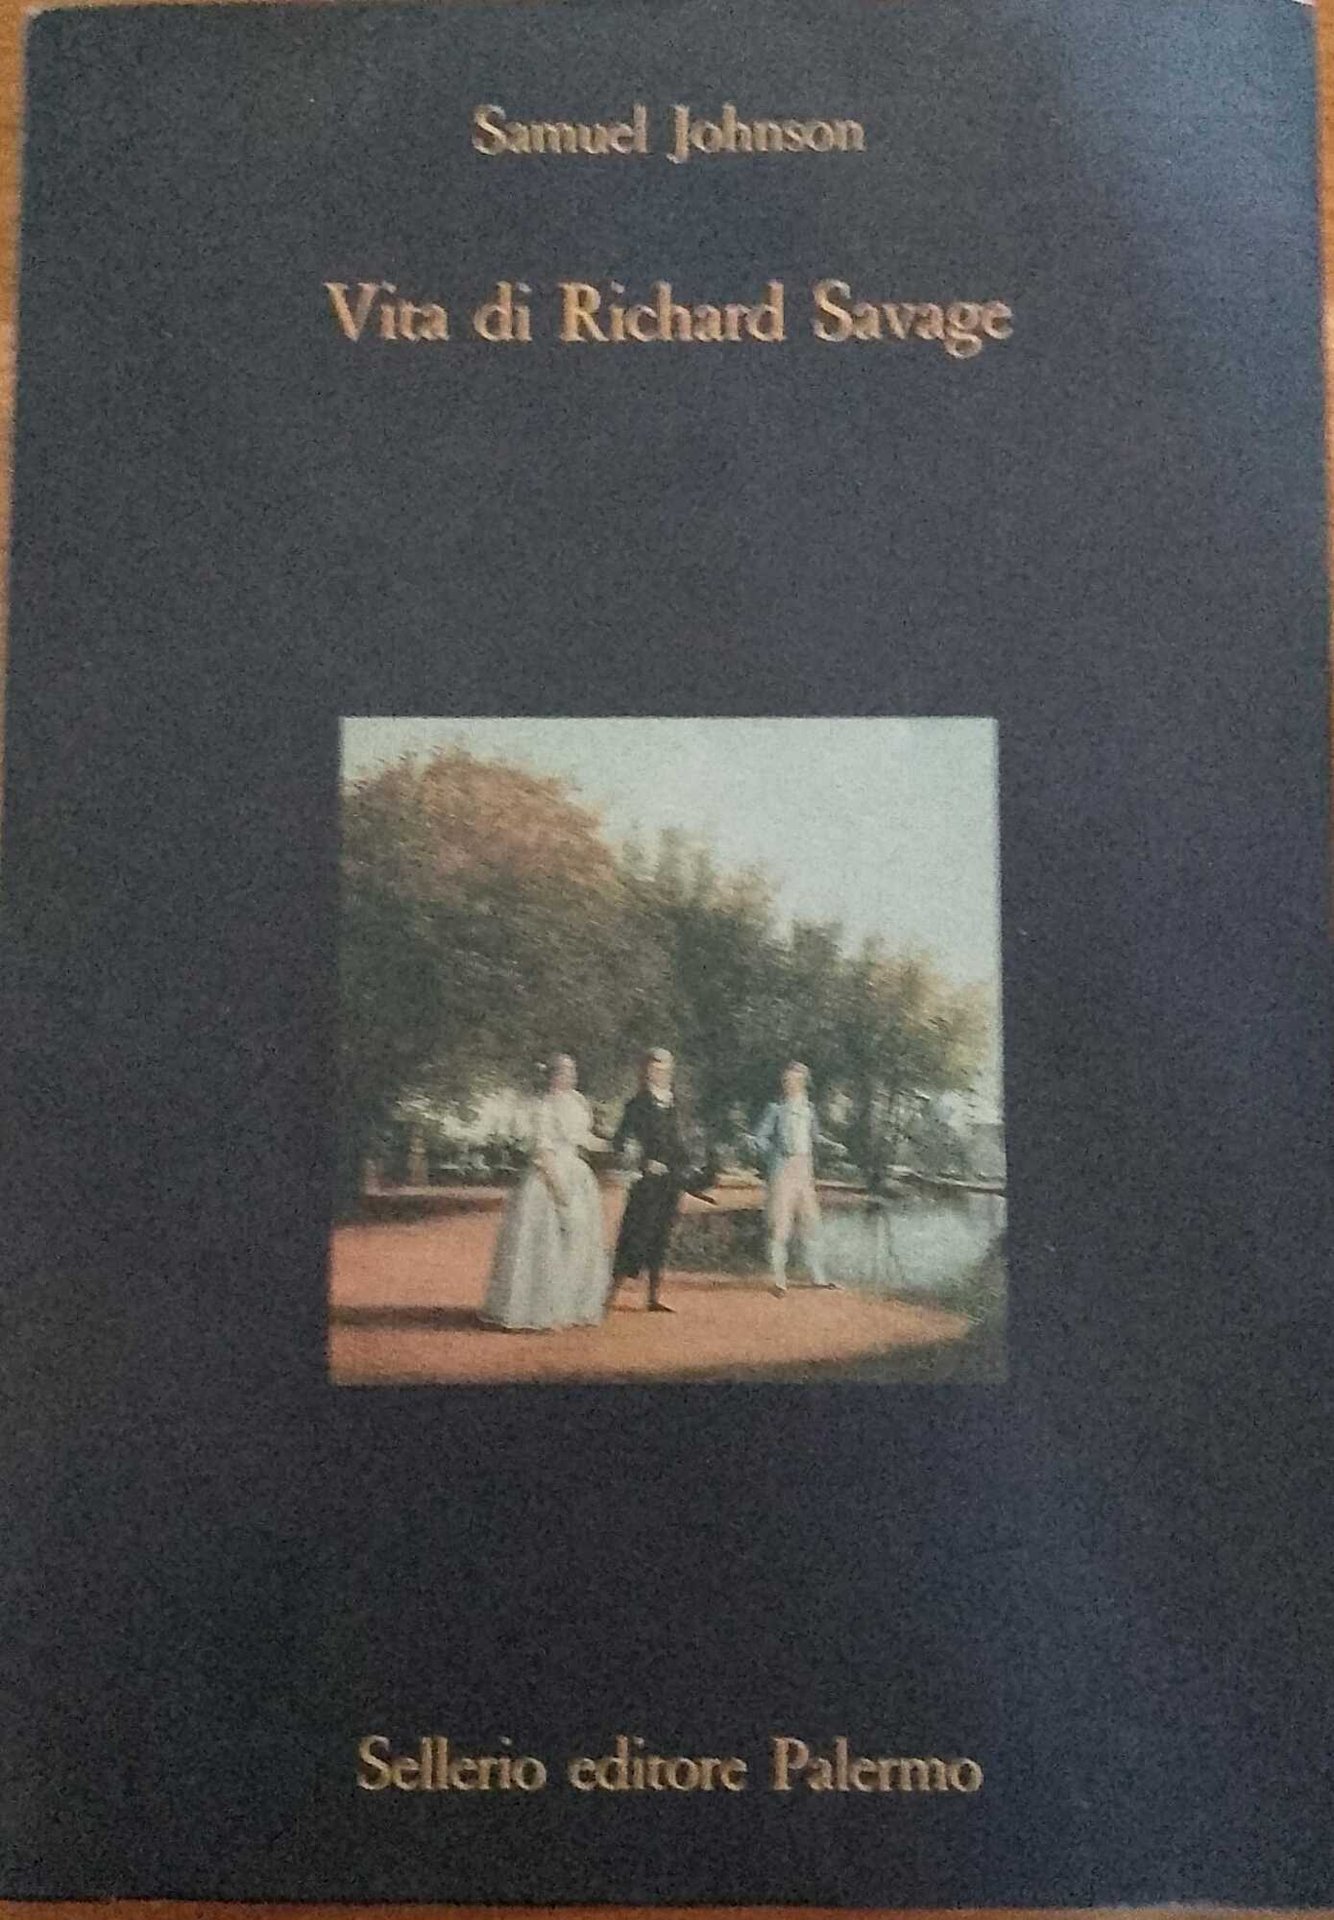 Samuel Johnson
Vita di Richard Savage
Sellerio editore Palermo